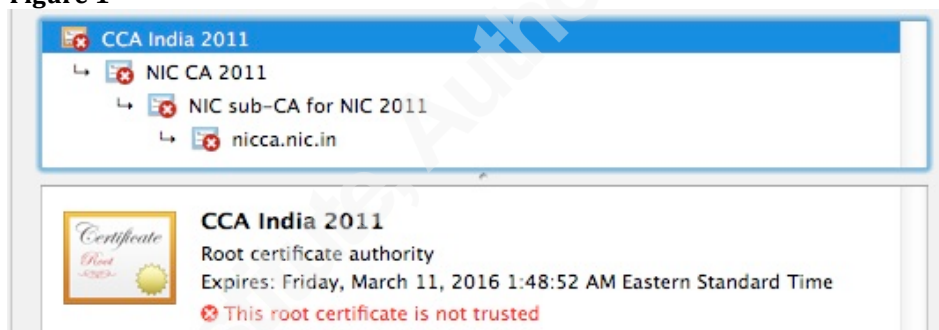 CCA India 2011
NIC CA 2011
NIC sub-CA for NIC 2011
nicca.nic.in
Certificate
Root
CCA India 2011
Root certificate authority
Expires: Friday, March 11, 2016 1:48:52 AM Eastern Standard Time
This root certificate is not trusted